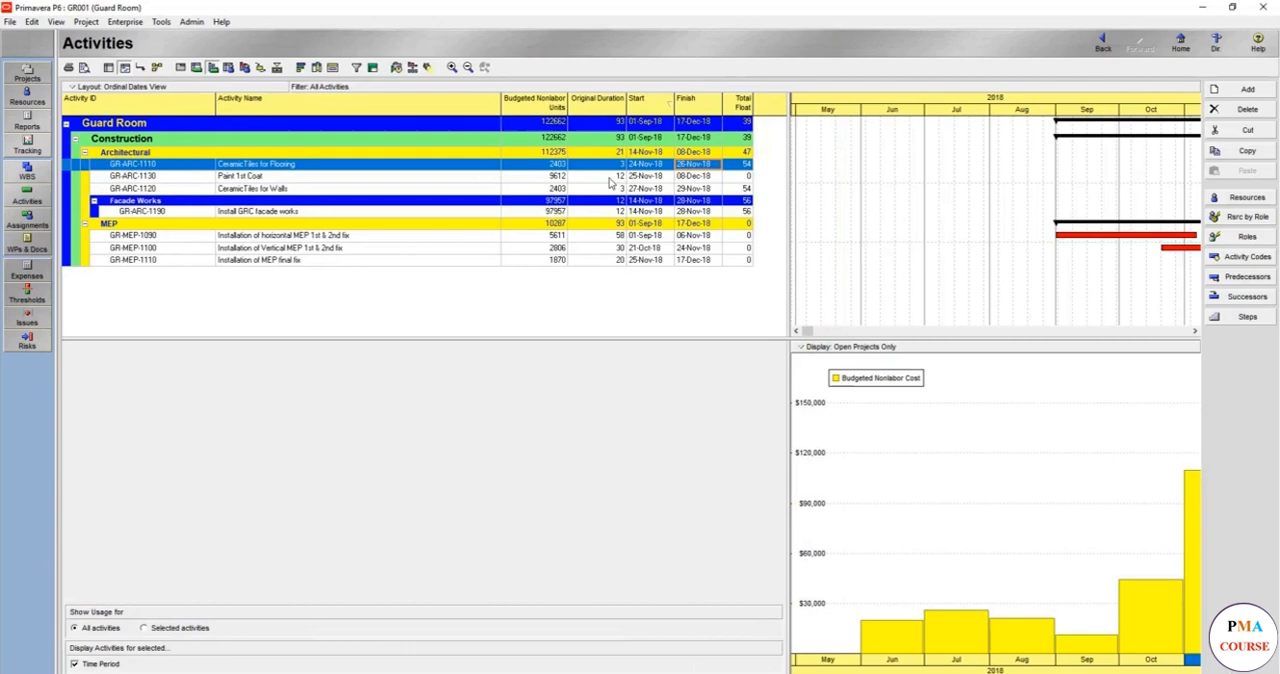 Primavera P6 : GR001 (Guard Room)
File Edit View Project Enterprise Tools Admin Help
Activities
Back Forward Home Dir. Help
Projects
Resources
Reports
Tracking
WBS
Activities
Assignments
WPs & Docs
Expenses
Thresholds
Issues
Risks
Layout: Ordinal Dates View Filter: All Activities
Activity ID Activity Name Budgeted Nonlabor Units Original Duration Start Finish Total Float
Guard Room 122662 93 01-Sep-18 17-Dec-18 39
Construction 122662 93 01-Sep-18 17-Dec-18 39
Architectural 112375 21 14-Nov-18 08-Dec-18 47
GR-ARC-1110 CeramicTiles for Flooring 2403 3 24-Nov-18 26-Nov-18 54
GR-ARC-1130 Paint 1st Coat 9612 12 25-Nov-18 08-Dec-18 0
GR-ARC-1120 CeramicTiles for Walls 2403 3 27-Nov-18 29-Nov-18 54
Facade Works 97957 12 14-Nov-18 28-Nov-18 56
GR-ARC-1190 Install GRC facade works 97957 12 14-Nov-18 28-Nov-18 56
MEP 10287 93 01-Sep-18 17-Dec-18 0
GR-MEP-1090 Installation of horizontal MEP 1st & 2nd fix 5611 58 01-Sep-18 06-Nov-18 0
GR-MEP-1100 Installation of Vertical MEP 1st & 2nd fix 2806 30 21-Oct-18 24-Nov-18 0
GR-MEP-1110 Installation of MEP final fix 1870 20 25-Nov-18 17-Dec-18 0
2018
May Jun Jul Aug Sep Oct
Add
Delete
Cut
Copy
Paste
Resources
Rsrc by Role
Roles
Activity Codes
Predecessors
Successors
Steps
Display: Open Projects Only
Budgeted Nonlabor Cost
$150,000
$120,000
$90,000
$60,000
$30,000
May Jun Jul Aug Sep Oct
2018
Show Usage for
All activities Selected activities
Display Activities for selected...
Time Period
PMA
COURSE